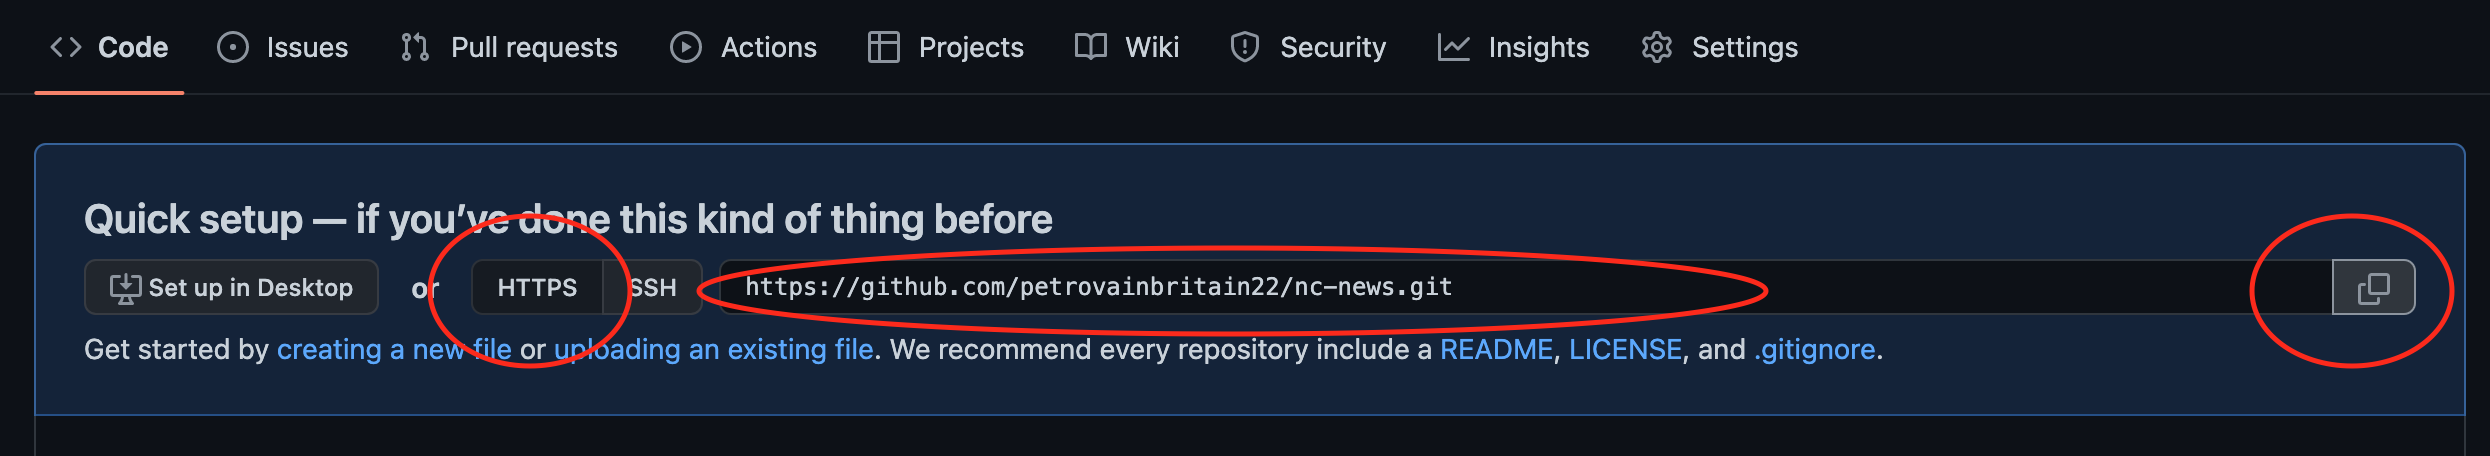 Code Issues Pull requests Actions Projects Wiki Security Insights Settings
Quick setup — if you’ve done this kind of thing before
Set up in Desktop or HTTPS SSH https://github.com/petrovainbritain22/nc-news.git
Get started by creating a new file or uploading an existing file. We recommend every repository include a README, LICENSE, and .gitignore.